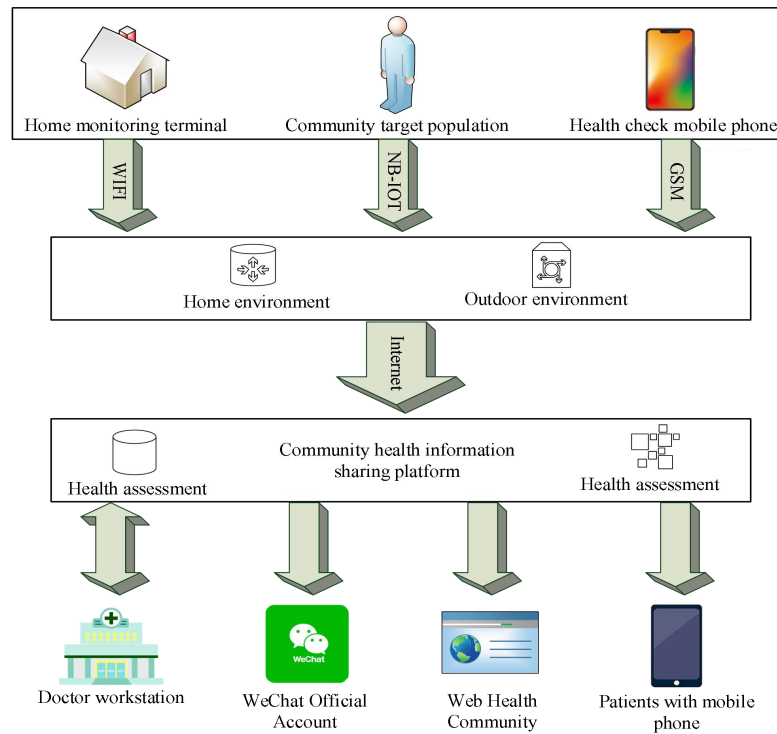 Home monitoring terminal
Community target population
Health check mobile phone
WIFI
NB-IOT
GSM
Home environment
Outdoor environment
Internet
Health assessment
Community health information
sharing platform
Health assessment
WeChat
Doctor workstation
WeChat Official
Account
Web Health
Community
Patients with mobile
phone